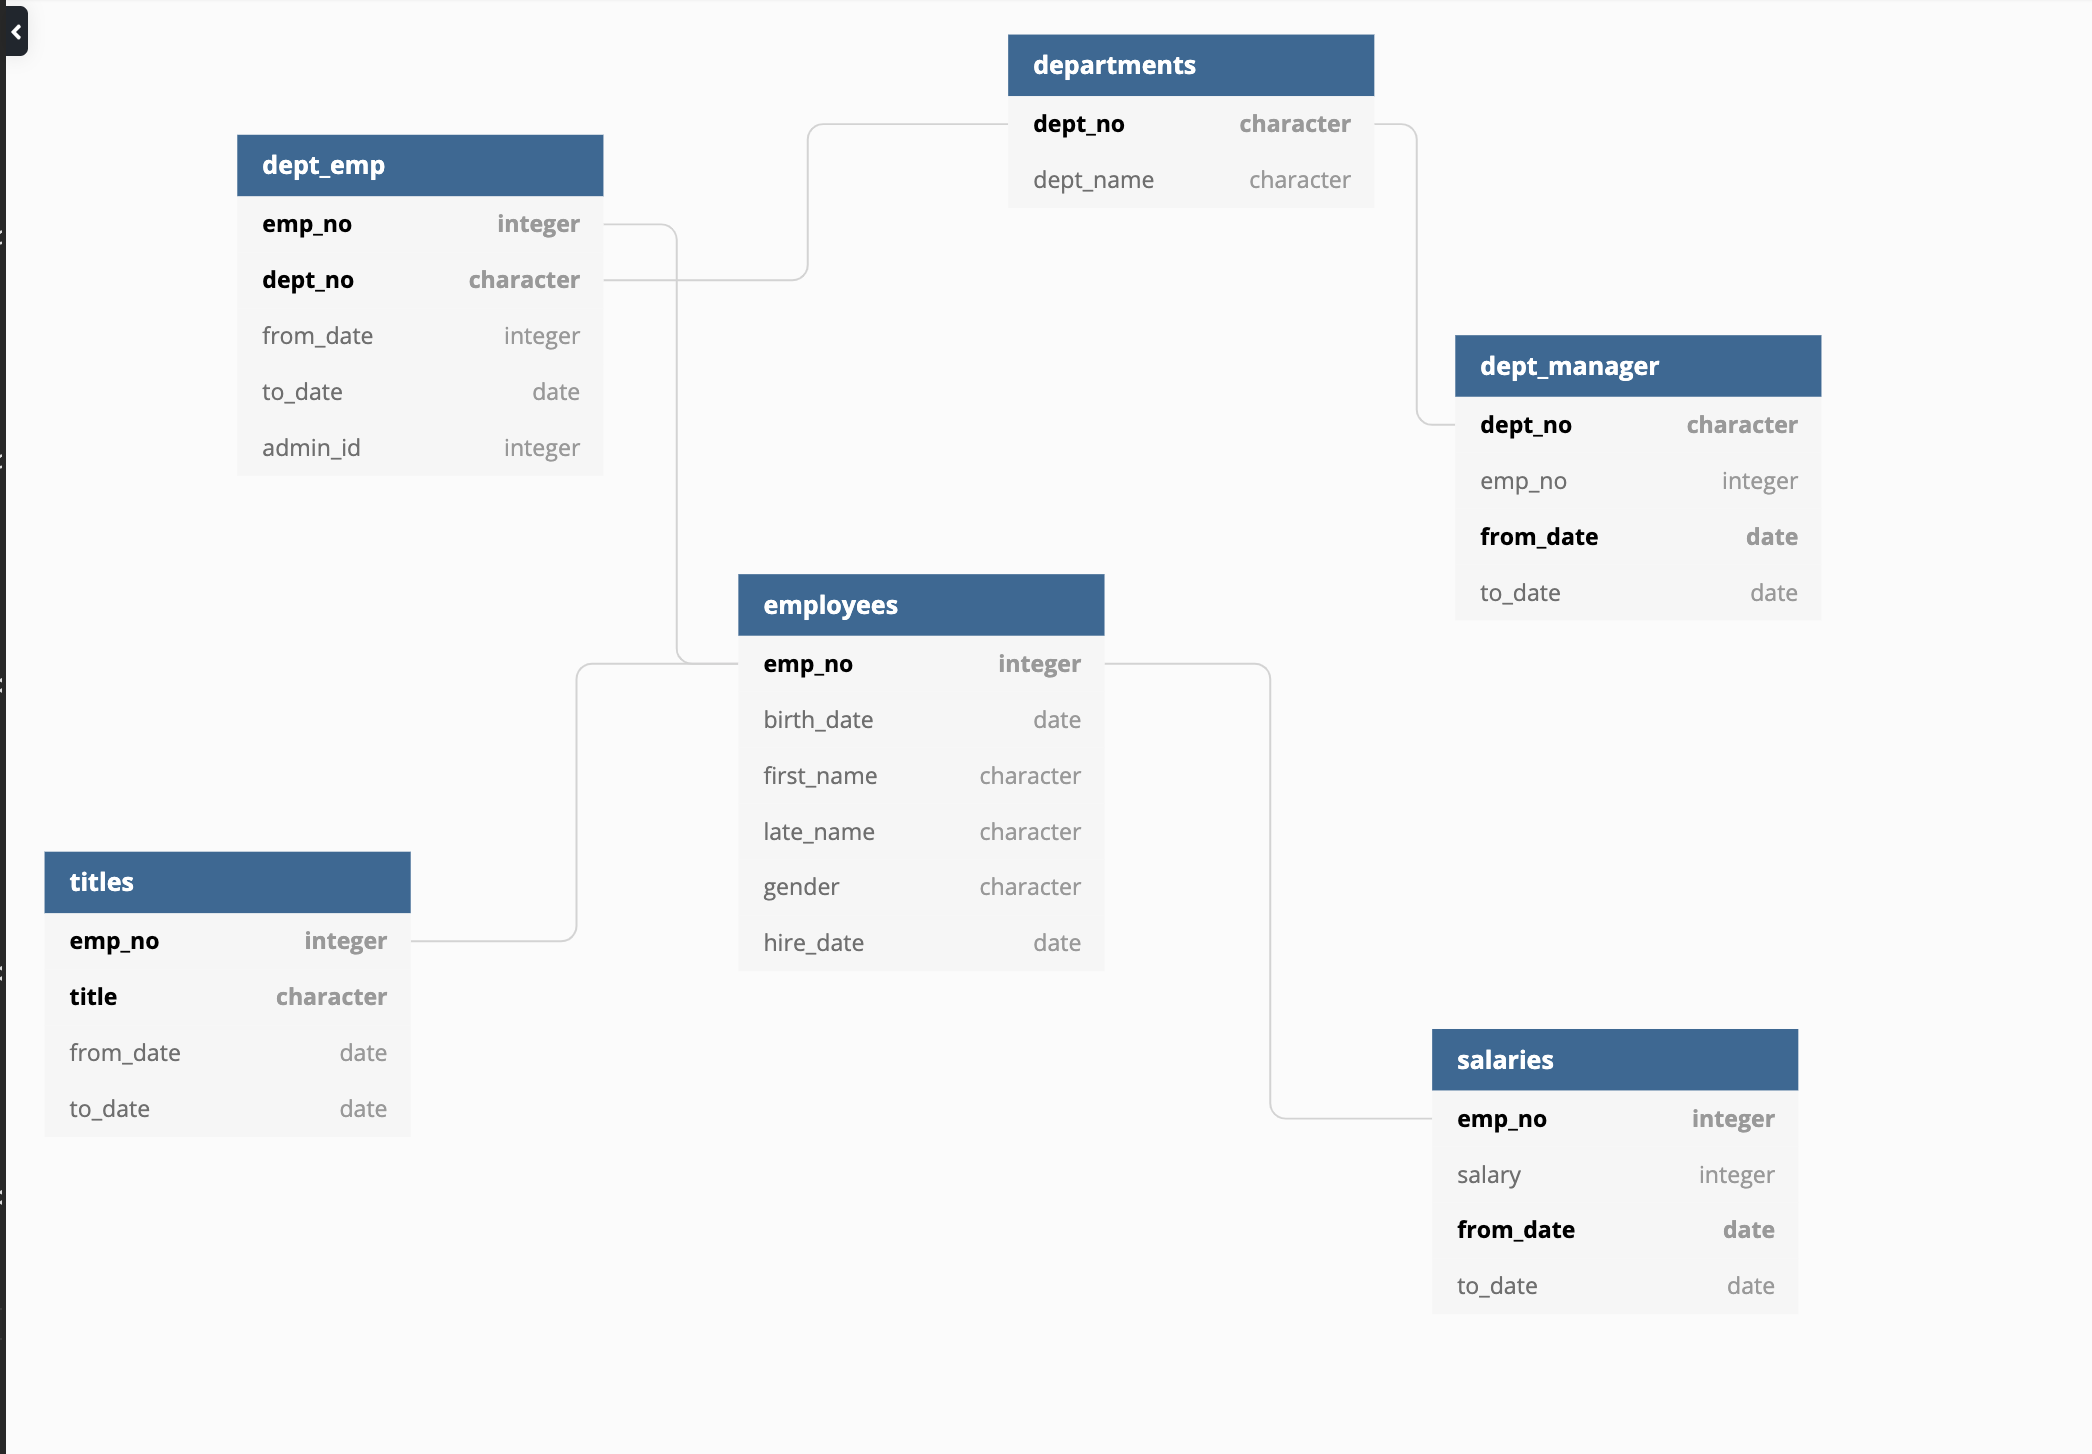 departments
dept_no character
dept_name character
dept_emp
emp_no integer
dept_no character
from_date integer
to_date date
admin_id integer
dept_manager
dept_no character
emp_no integer
from_date date
to_date date
employees
emp_no integer
birth_date date
first_name character
late_name character
gender character
hire_date date
titles
emp_no integer
title character
from_date date
to_date date
salaries
emp_no integer
salary integer
from_date date
to_date date